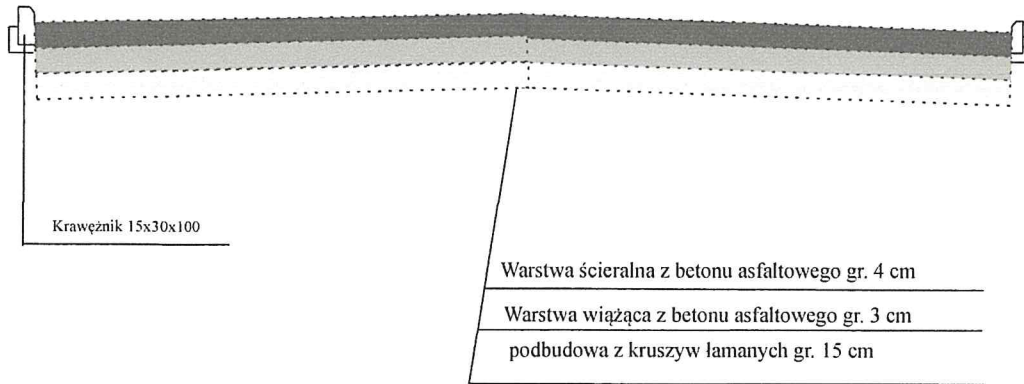 Krawężnik 15x30x100
Warstwa ścieralna z betonu asfaltowego gr. 4 cm
Warstwa wiążąca z betonu asfaltowego gr. 3 cm
podbudowa z kruszyw łamanych gr. 15 cm